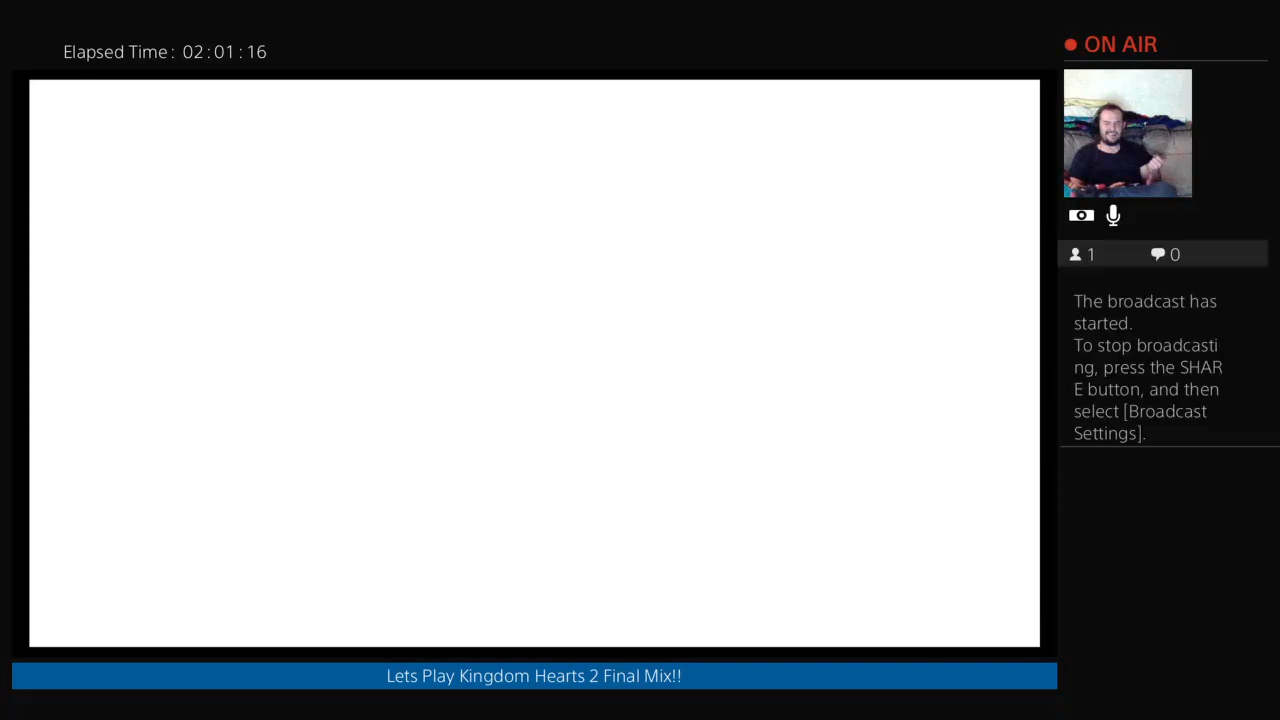 Elapsed Time: 02:01:16
ON AIR
1 0
The broadcast has
started.
To stop broadcasti
ng, press the SHAR
E button, and then
select [Broadcast
Settings].
Lets Play Kingdom Hearts 2 Final Mix!!